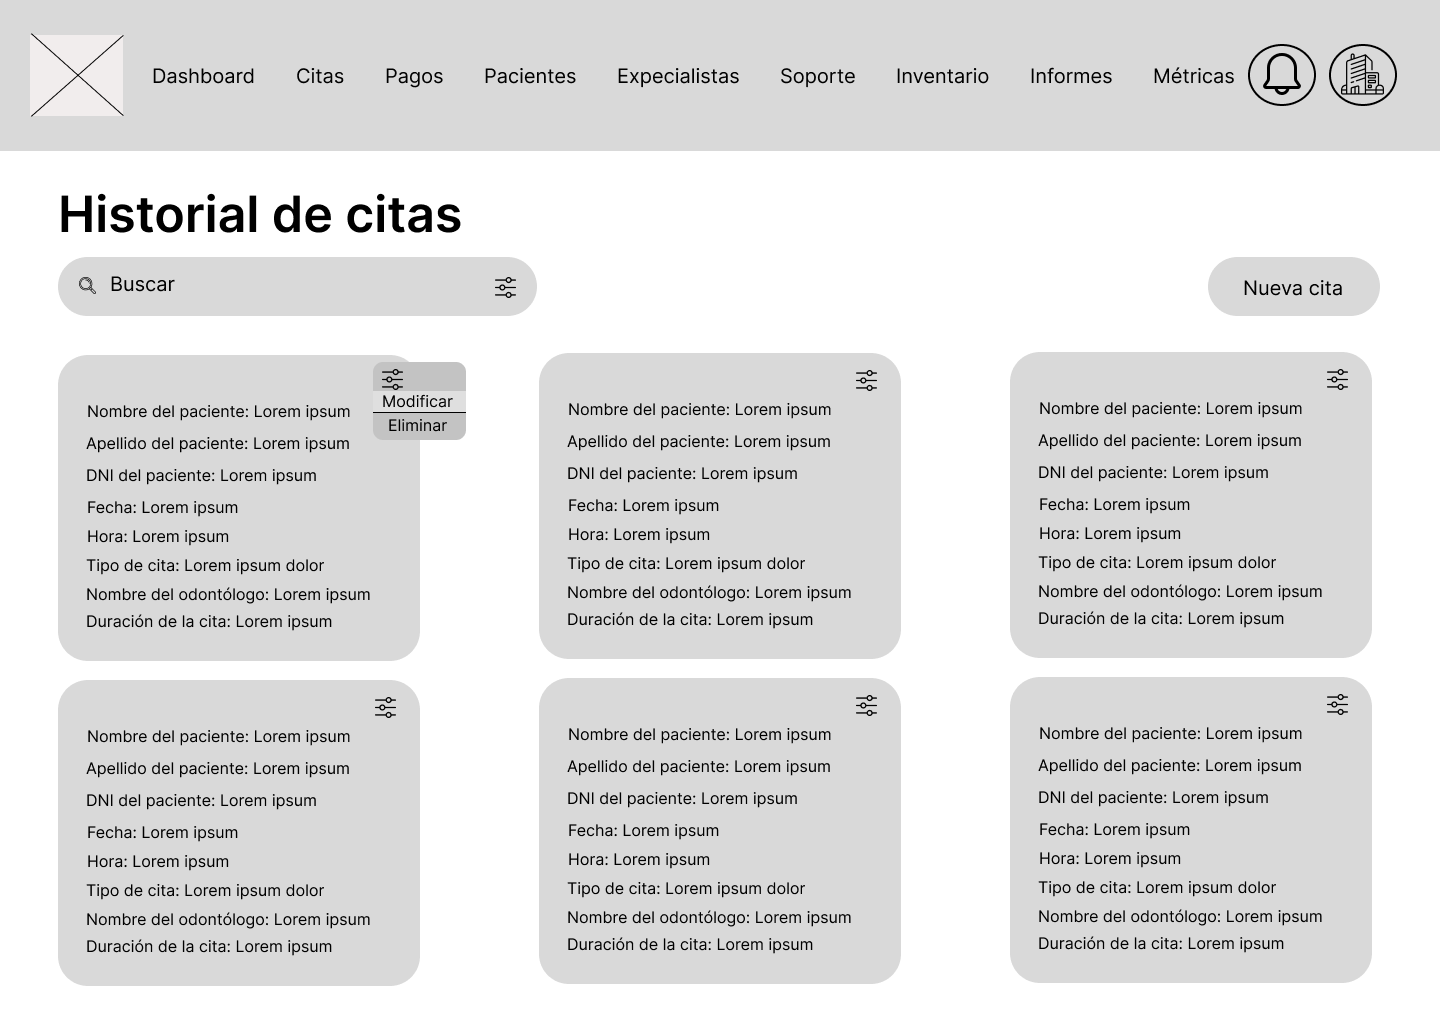 Dashboard Citas Pagos Pacientes Expecialistas Soporte Inventario Informes Métricas
Historial de citas
Buscar
Nueva cita
Modificar
Eliminar
Nombre del paciente: Lorem ipsum
Apellido del paciente: Lorem ipsum
DNI del paciente: Lorem ipsum
Fecha: Lorem ipsum
Hora: Lorem ipsum
Tipo de cita: Lorem ipsum dolor
Nombre del odontólogo: Lorem ipsum
Duración de la cita: Lorem ipsum
Nombre del paciente: Lorem ipsum
Apellido del paciente: Lorem ipsum
DNI del paciente: Lorem ipsum
Fecha: Lorem ipsum
Hora: Lorem ipsum
Tipo de cita: Lorem ipsum dolor
Nombre del odontólogo: Lorem ipsum
Duración de la cita: Lorem ipsum
Nombre del paciente: Lorem ipsum
Apellido del paciente: Lorem ipsum
DNI del paciente: Lorem ipsum
Fecha: Lorem ipsum
Hora: Lorem ipsum
Tipo de cita: Lorem ipsum dolor
Nombre del odontólogo: Lorem ipsum
Duración de la cita: Lorem ipsum
Nombre del paciente: Lorem ipsum
Apellido del paciente: Lorem ipsum
DNI del paciente: Lorem ipsum
Fecha: Lorem ipsum
Hora: Lorem ipsum
Tipo de cita: Lorem ipsum dolor
Nombre del odontólogo: Lorem ipsum
Duración de la cita: Lorem ipsum
Nombre del paciente: Lorem ipsum
Apellido del paciente: Lorem ipsum
DNI del paciente: Lorem ipsum
Fecha: Lorem ipsum
Hora: Lorem ipsum
Tipo de cita: Lorem ipsum dolor
Nombre del odontólogo: Lorem ipsum
Duración de la cita: Lorem ipsum
Nombre del paciente: Lorem ipsum
Apellido del paciente: Lorem ipsum
DNI del paciente: Lorem ipsum
Fecha: Lorem ipsum
Hora: Lorem ipsum
Tipo de cita: Lorem ipsum dolor
Nombre del odontólogo: Lorem ipsum
Duración de la cita: Lorem ipsum